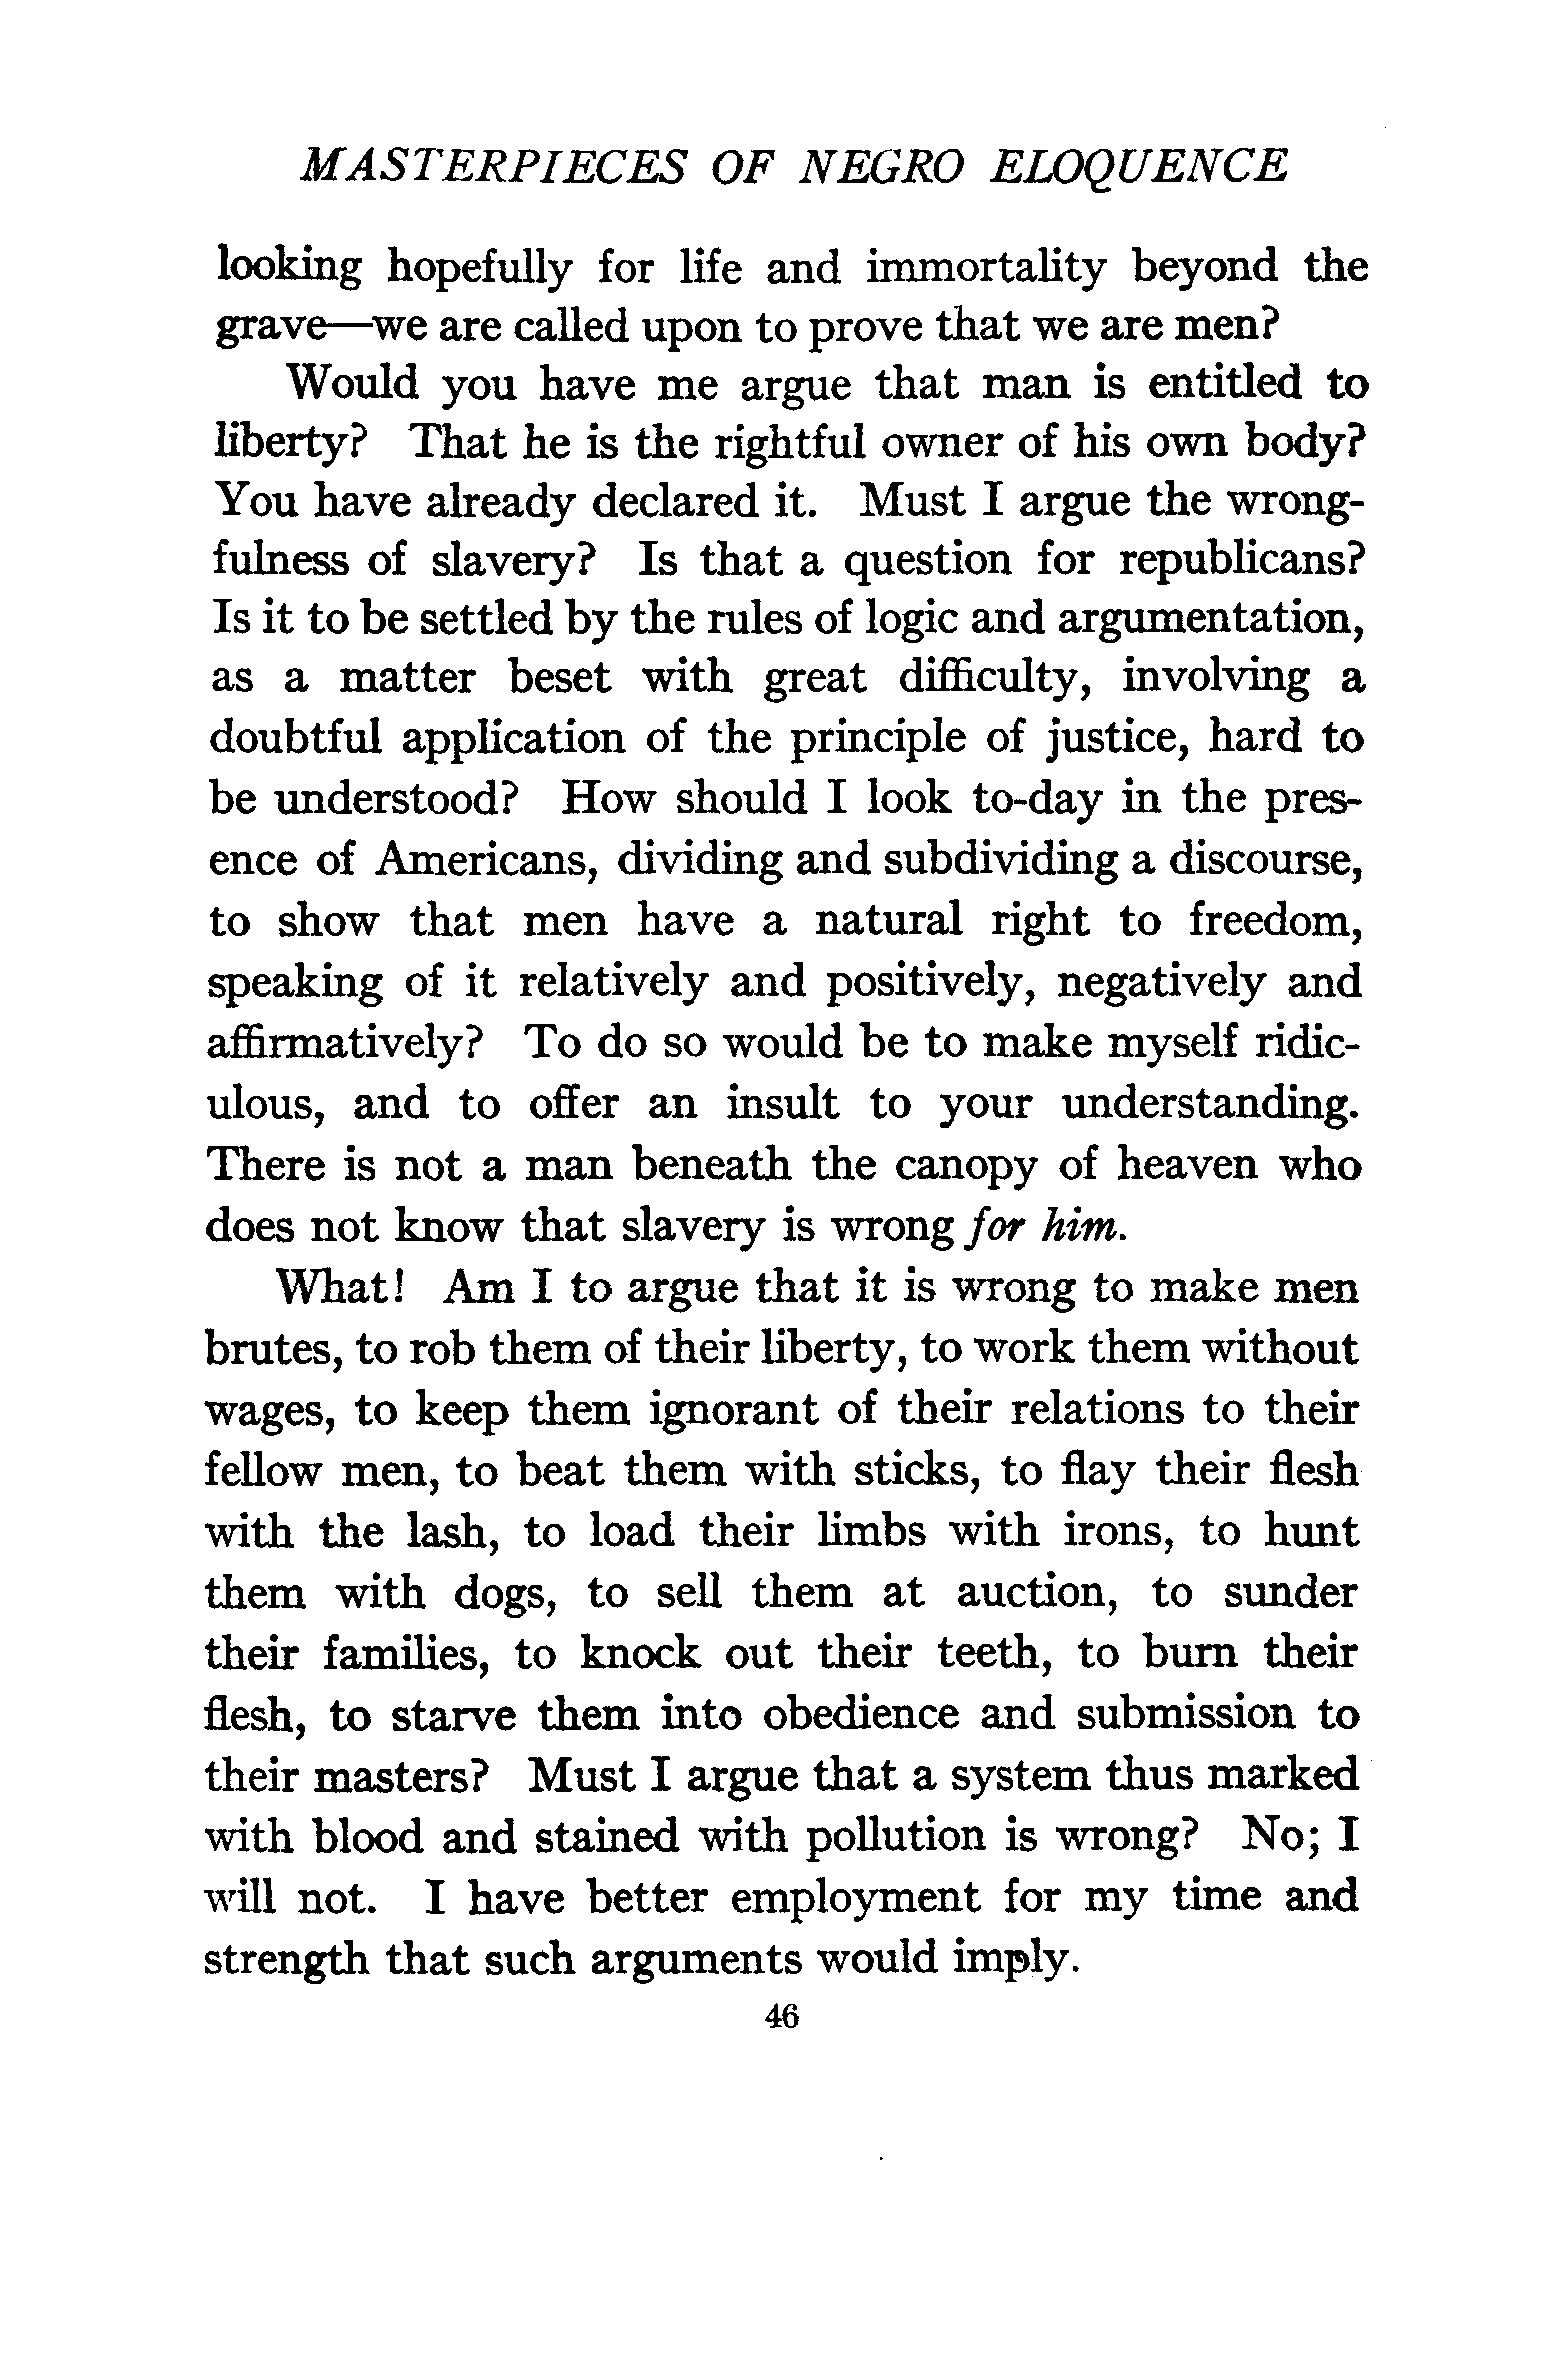 MASTERPIECES OF NEGRO ELOQUENCE
looking hopefully for life and immortality beyond the
grave—we are called upon to prove that we are men?
Would you have me argue that man is entitled to
liberty? That he is the rightful owner of his own body?
You have already declared it. Must I argue the wrong-
fulness of slavery? Is that a question for republicans?
Is it to be settled by the rules of logic and argumentation,
as a matter beset with great difficulty, involving a
doubtful application of the principle of justice, hard to
be understood? How should I look to-day in the pres-
ence of Americans, dividing and subdividing a discourse,
to show that men have a natural right to freedom,
speaking of it relatively and positively, negatively and
affirmatively? To do so would be to make myself ridic-
ulous, and to offer an insult to your understanding.
There is not a man beneath the canopy of heaven who
does not know that slavery is wrong for him.
What! Am I to argue that it is wrong to make men
brutes, to rob them of their liberty, to work them without
wages, to keep them ignorant of their relations to their
fellow men, to beat them with sticks, to flay their flesh
with the lash, to load their limbs with irons, to hunt
them with dogs, to sell them at auction, to sunder
their families, to knock out their teeth, to burn their
flesh, to starve them into obedience and submission to
their masters? Must I argue that a system thus marked
with blood and stained with pollution is wrong? No; I
will not. I have better employment for my time and
strength that such arguments would imply.
46